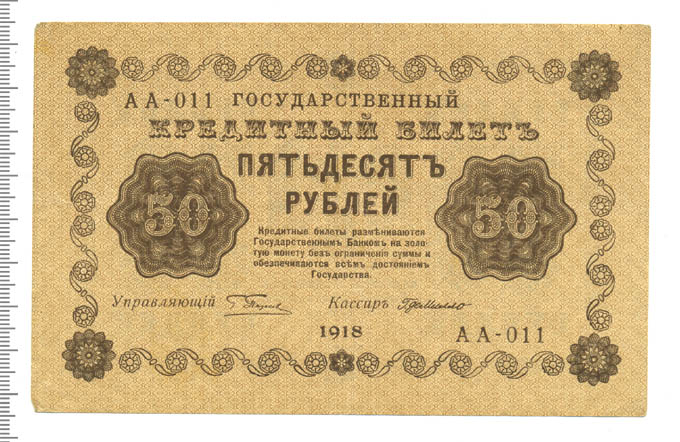 АА-011 ГОСУДАРСТВЕННЫЙ
КРЕДИТНЫЙ БИЛЕТЪ
ПЯТЬДЕСЯТЪ
РУБЛЕЙ
50
50
Кредитные билеты размѣниваются
Государственнымъ Банкомъ на золо-
тую монету безъ ограниченія суммы и
обезпечиваются всѣмъ достояніемъ
Государства.
Управляющій
Кассиръ
1918
АА-011